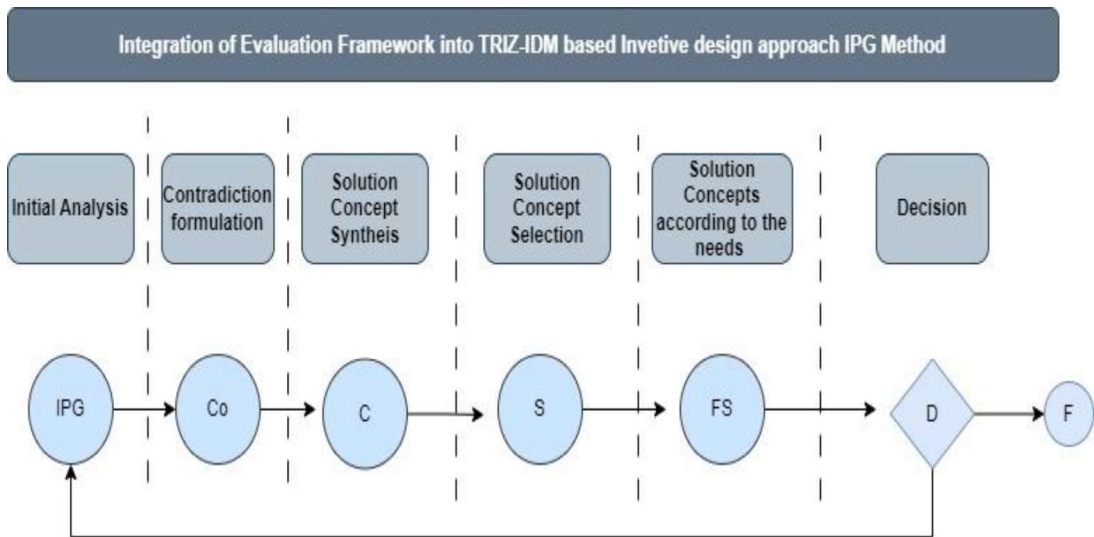 Integration of Evaluation Framework into TRIZ-IDM based Invetive design approach IPG Method
Initial Analysis
Contradiction
formulation
Solution
Concept
Syntheis
Solution
Concept
Selection
Solution
Concepts
according to the
needs
Decision
IPG
Co
C
S
FS
D
F